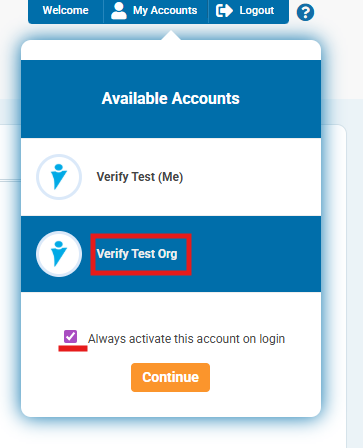 Welcome My Accounts Logout ?
Available Accounts
Verify Test (Me)
Verify Test Org
Always activate this account on login
Continue